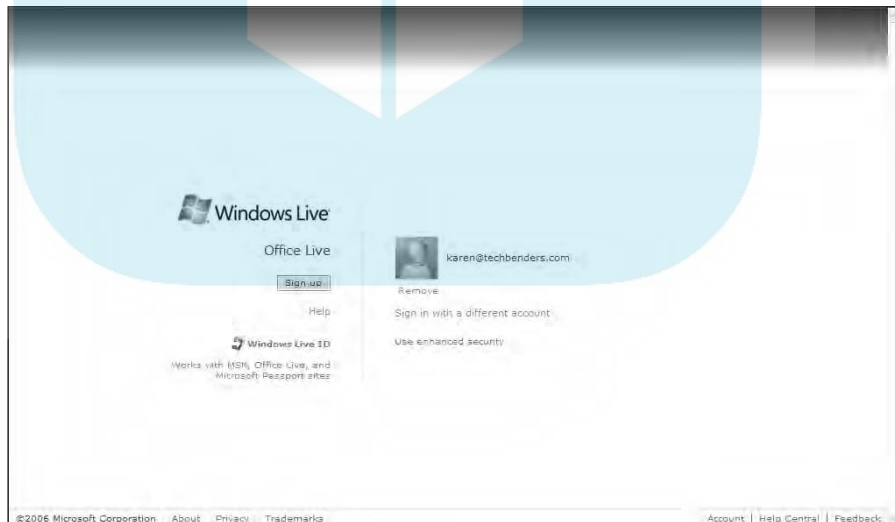 Windows Live
Office Live
Sign up
Help
Windows Live ID
Works with MSN, Office Live, and
Microsoft Passport sites
karen@techbenders.com
Remove
Sign in with a different account
Use enhanced security
©2006 Microsoft Corporation About Privacy Trademarks
Account | Help Central | Feedback